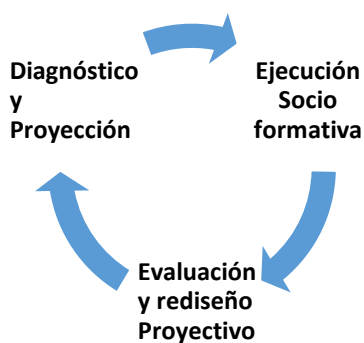 Diagnóstico
y
Proyección
Ejecución
Socio
formativa
Evaluación
y rediseño
Proyectivo